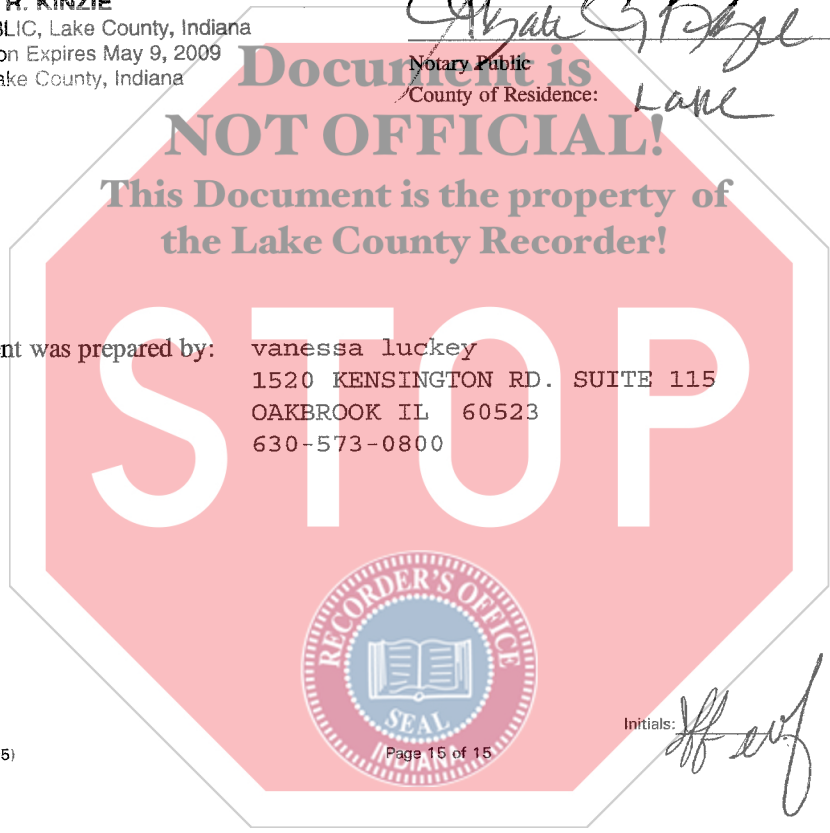 R. KINZIE
BLIC, Lake County, Indiana
on Expires May 9, 2009
ake County, Indiana
Notary Public
County of Residence: Lake
Document is
NOT OFFICIAL!
This Document is the property of
the Lake County Recorder!
STOP
nt was prepared by: vanessa luckey
1520 KENSINGTON RD. SUITE 115
OAKBROOK IL 60523
630-573-0800
RECORDER'S OFFICE
SEAL
INDIANA
Initials:
5)
Page 15 of 15